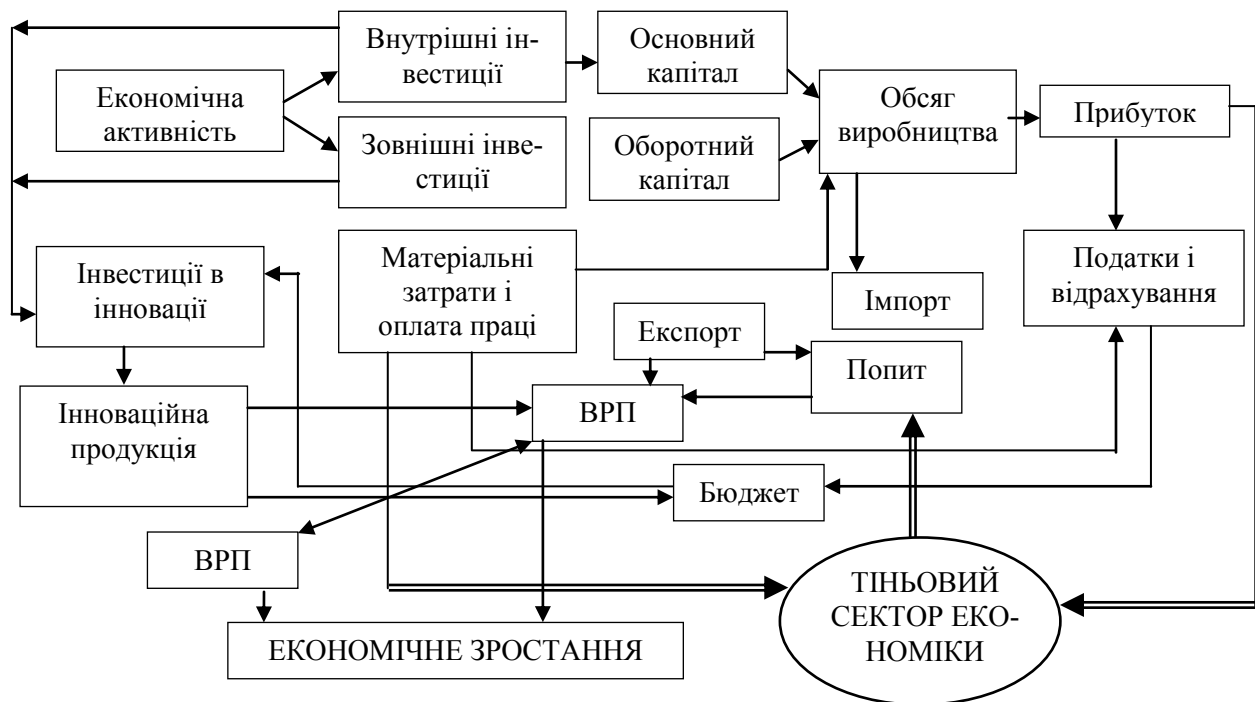 Внутрішні ін-
вестиції
Основний
капітал
Економічна
активність
Обсяг
виробництва
Прибуток
Зовнішні інве-
стиції
Оборотний
капітал
Інвестиції в
інновації
Матеріальні
затрати і
оплата праці
Імпорт
Податки і
відрахування
Експорт
Попит
Інноваційна
продукція
ВРП
Бюджет
ВРП
ТІНЬОВИЙ
СЕКТОР ЕКО-
НОМІКИ
ЕКОНОМІЧНЕ ЗРОСТАННЯ